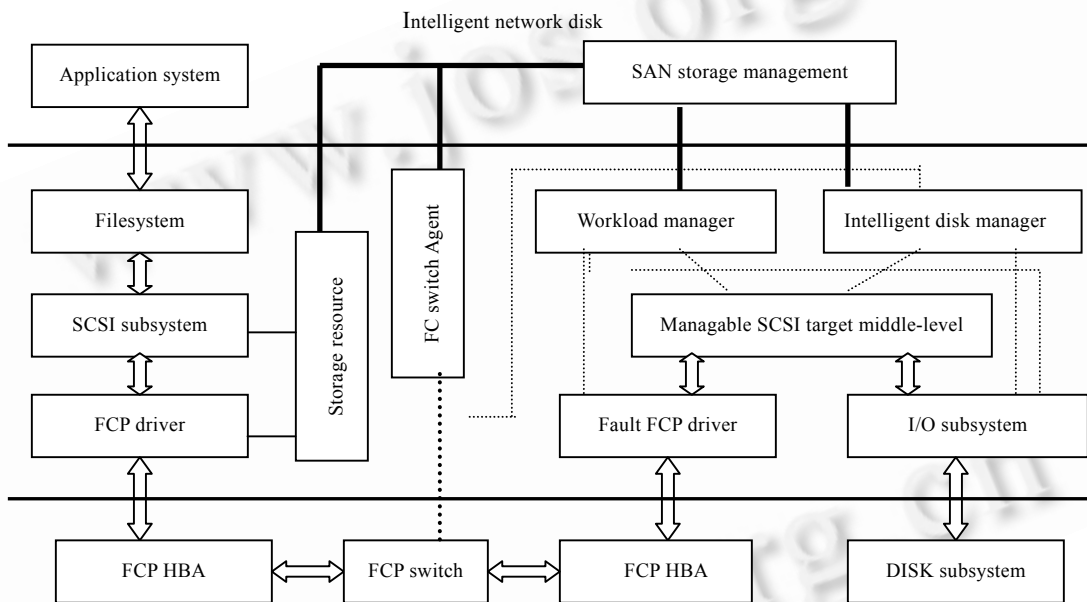 Intelligent network disk
Application system
SAN storage management
Filesystem
Storage resource
FC switch Agent
Workload manager
Intelligent disk manager
SCSI subsystem
Managable SCSI target middle-level
FCP driver
Fault FCP driver
I/O subsystem
FCP HBA
FCP switch
FCP HBA
DISK subsystem